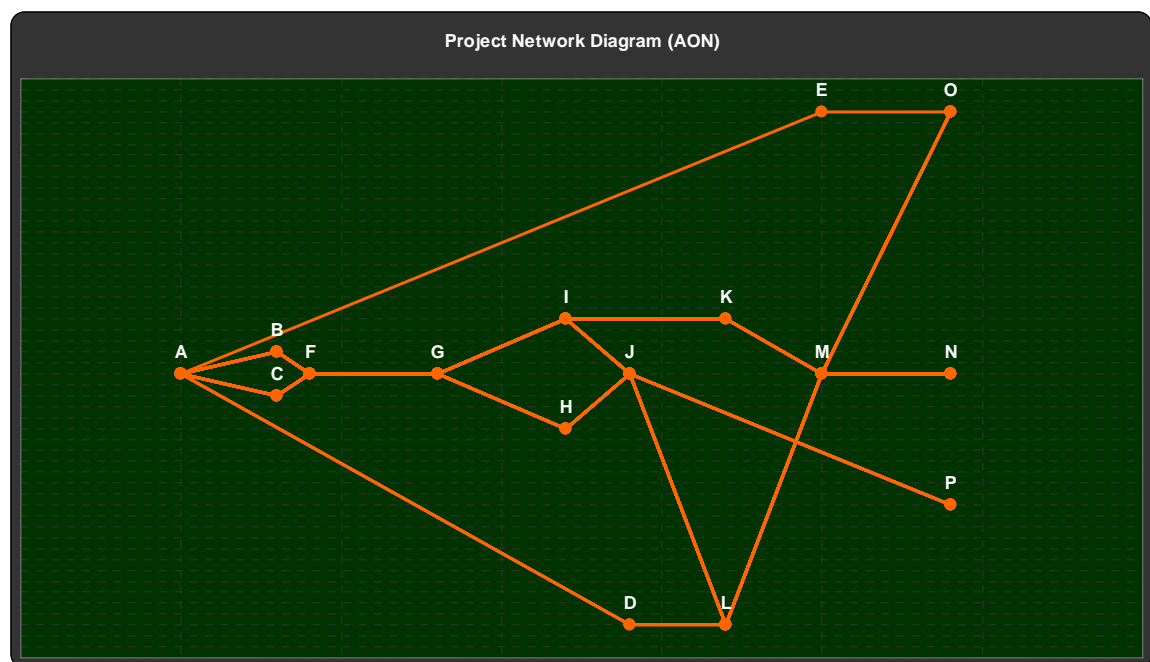 Project Network Diagram (AON)
E O
I K
B
A F G J M N
C
H
P
D L